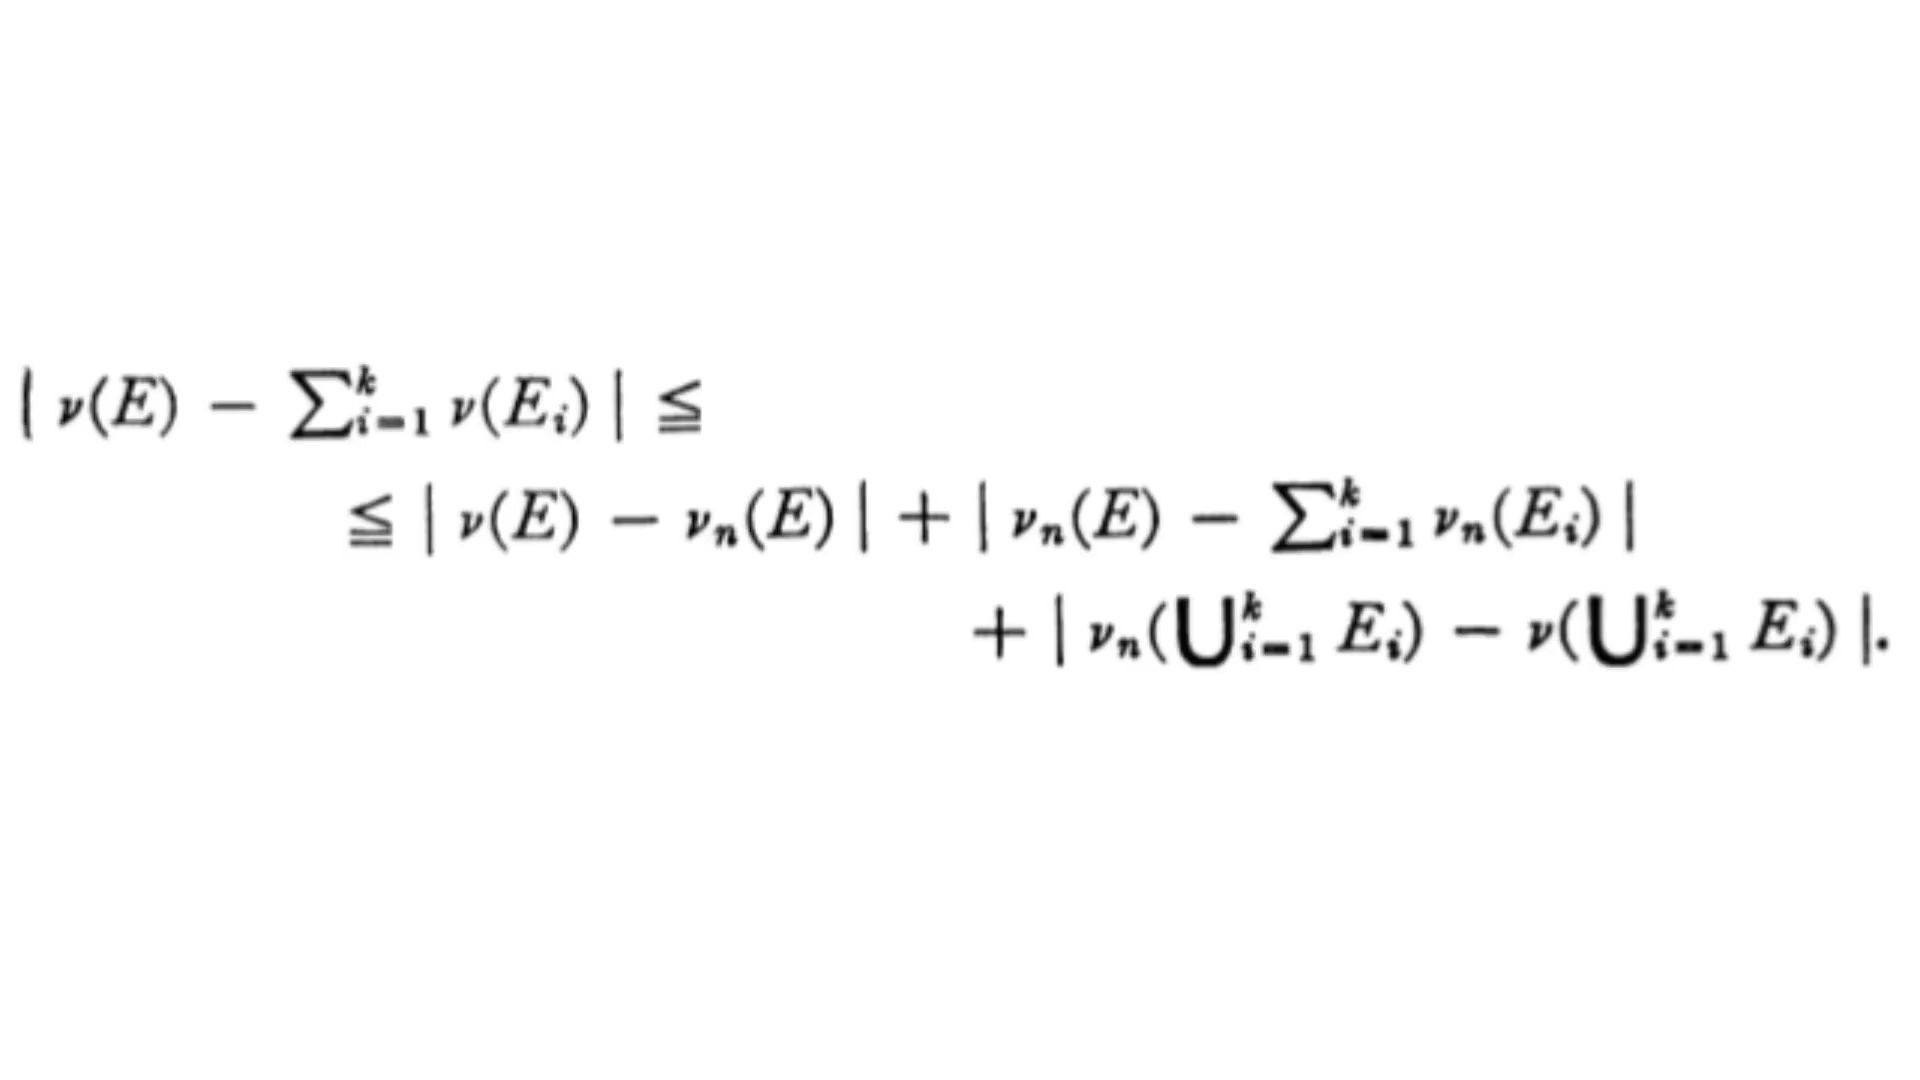 | ν(E) − ∑ᵏᵢ₌₁ ν(Eᵢ) | ≦
≦ | ν(E) − νₙ(E) | + | νₙ(E) − ∑ᵏᵢ₌₁ νₙ(Eᵢ) |
+ | νₙ(⋃ᵏᵢ₌₁ Eᵢ) − ν(⋃ᵏᵢ₌₁ Eᵢ) |.